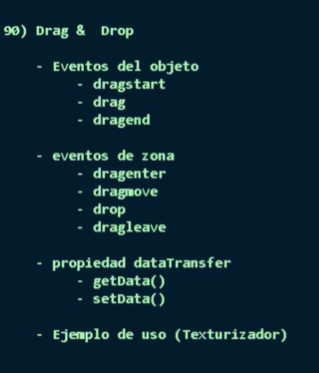 90) Drag & Drop
- Eventos del objeto
- dragstart
- drag
- dragend
- eventos de zona
- dragenter
- dragmove
- drop
- dragleave
- propiedad dataTransfer
- getData()
- setData()
- Ejemplo de uso (Texturizador)